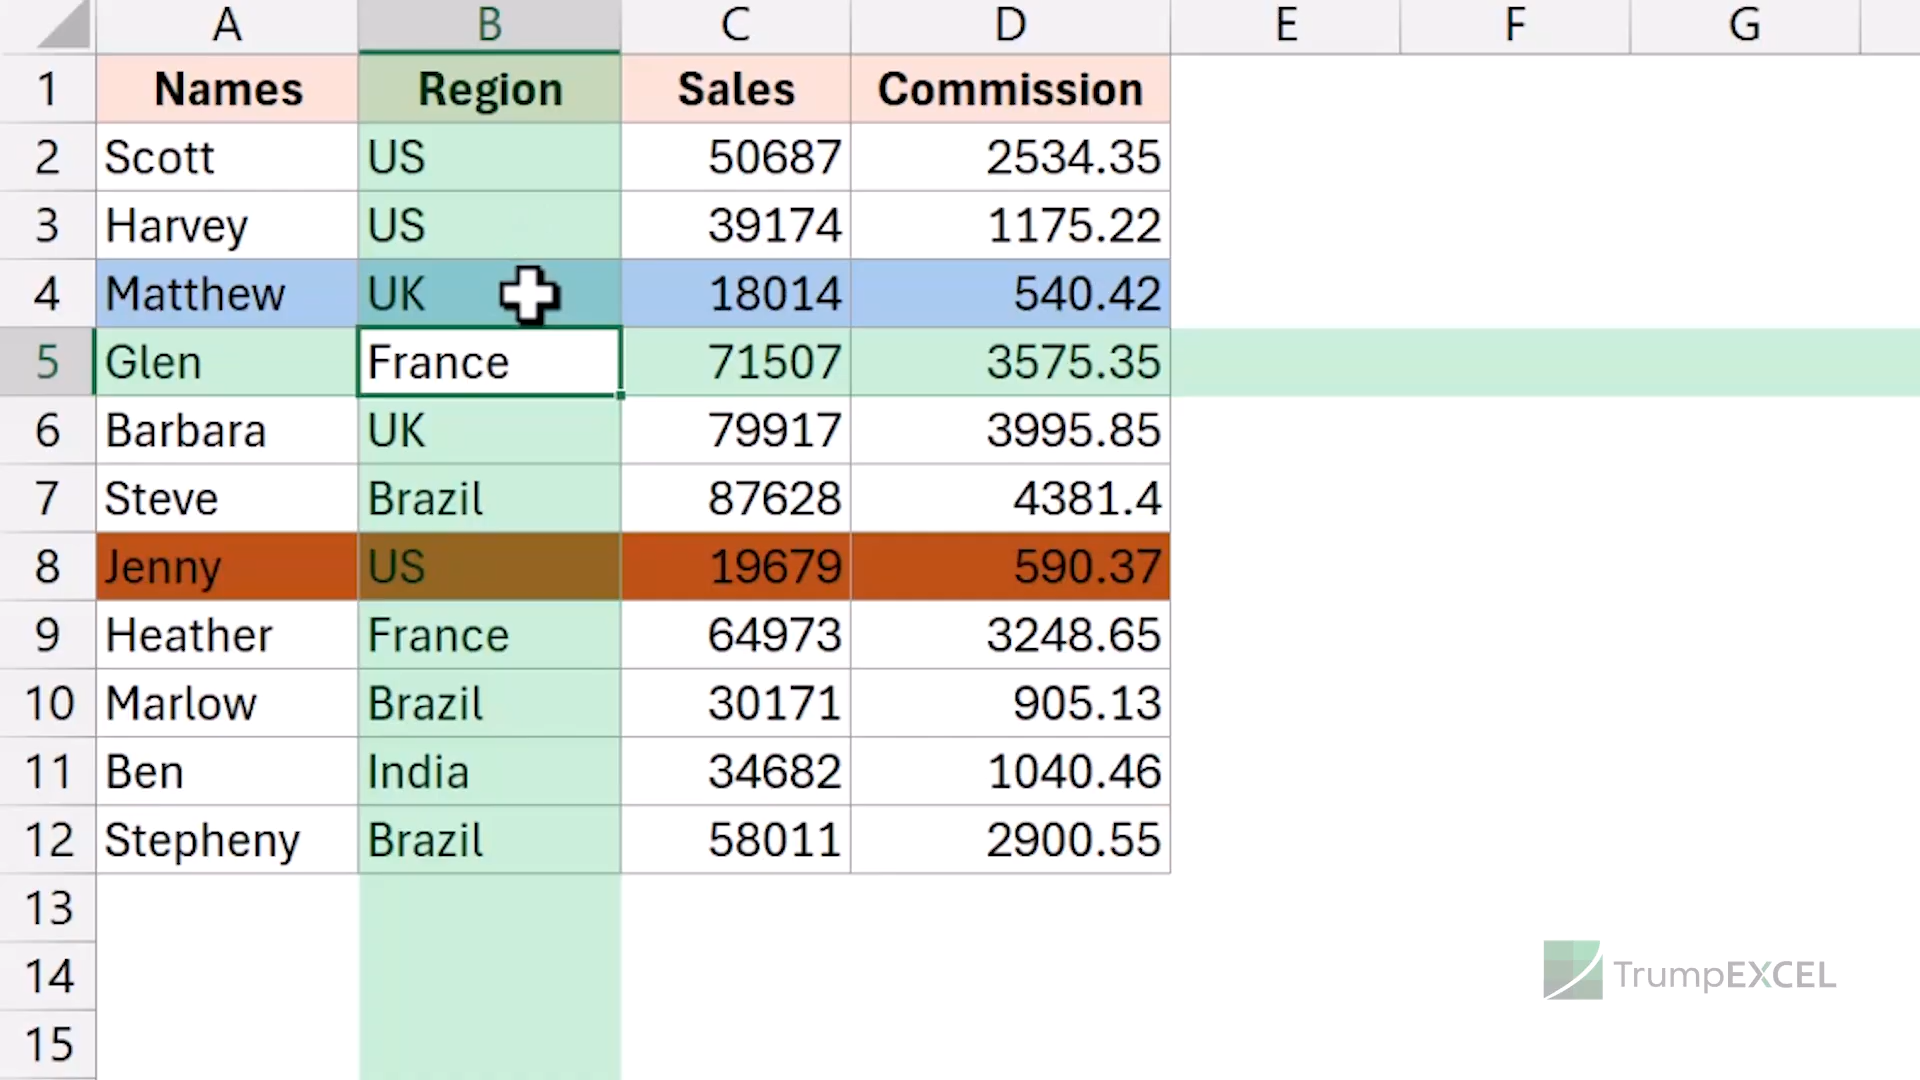 A B C D E F G
1 Names Region Sales Commission
2 Scott US 50687 2534.35
3 Harvey US 39174 1175.22
4 Matthew UK 18014 540.42
5 Glen France 71507 3575.35
6 Barbara UK 79917 3995.85
7 Steve Brazil 87628 4381.4
8 Jenny US 19679 590.37
9 Heather France 64973 3248.65
10 Marlow Brazil 30171 905.13
11 Ben India 34682 1040.46
12 Stepheny Brazil 58011 2900.55
13
14
TrumpEXCEL
15